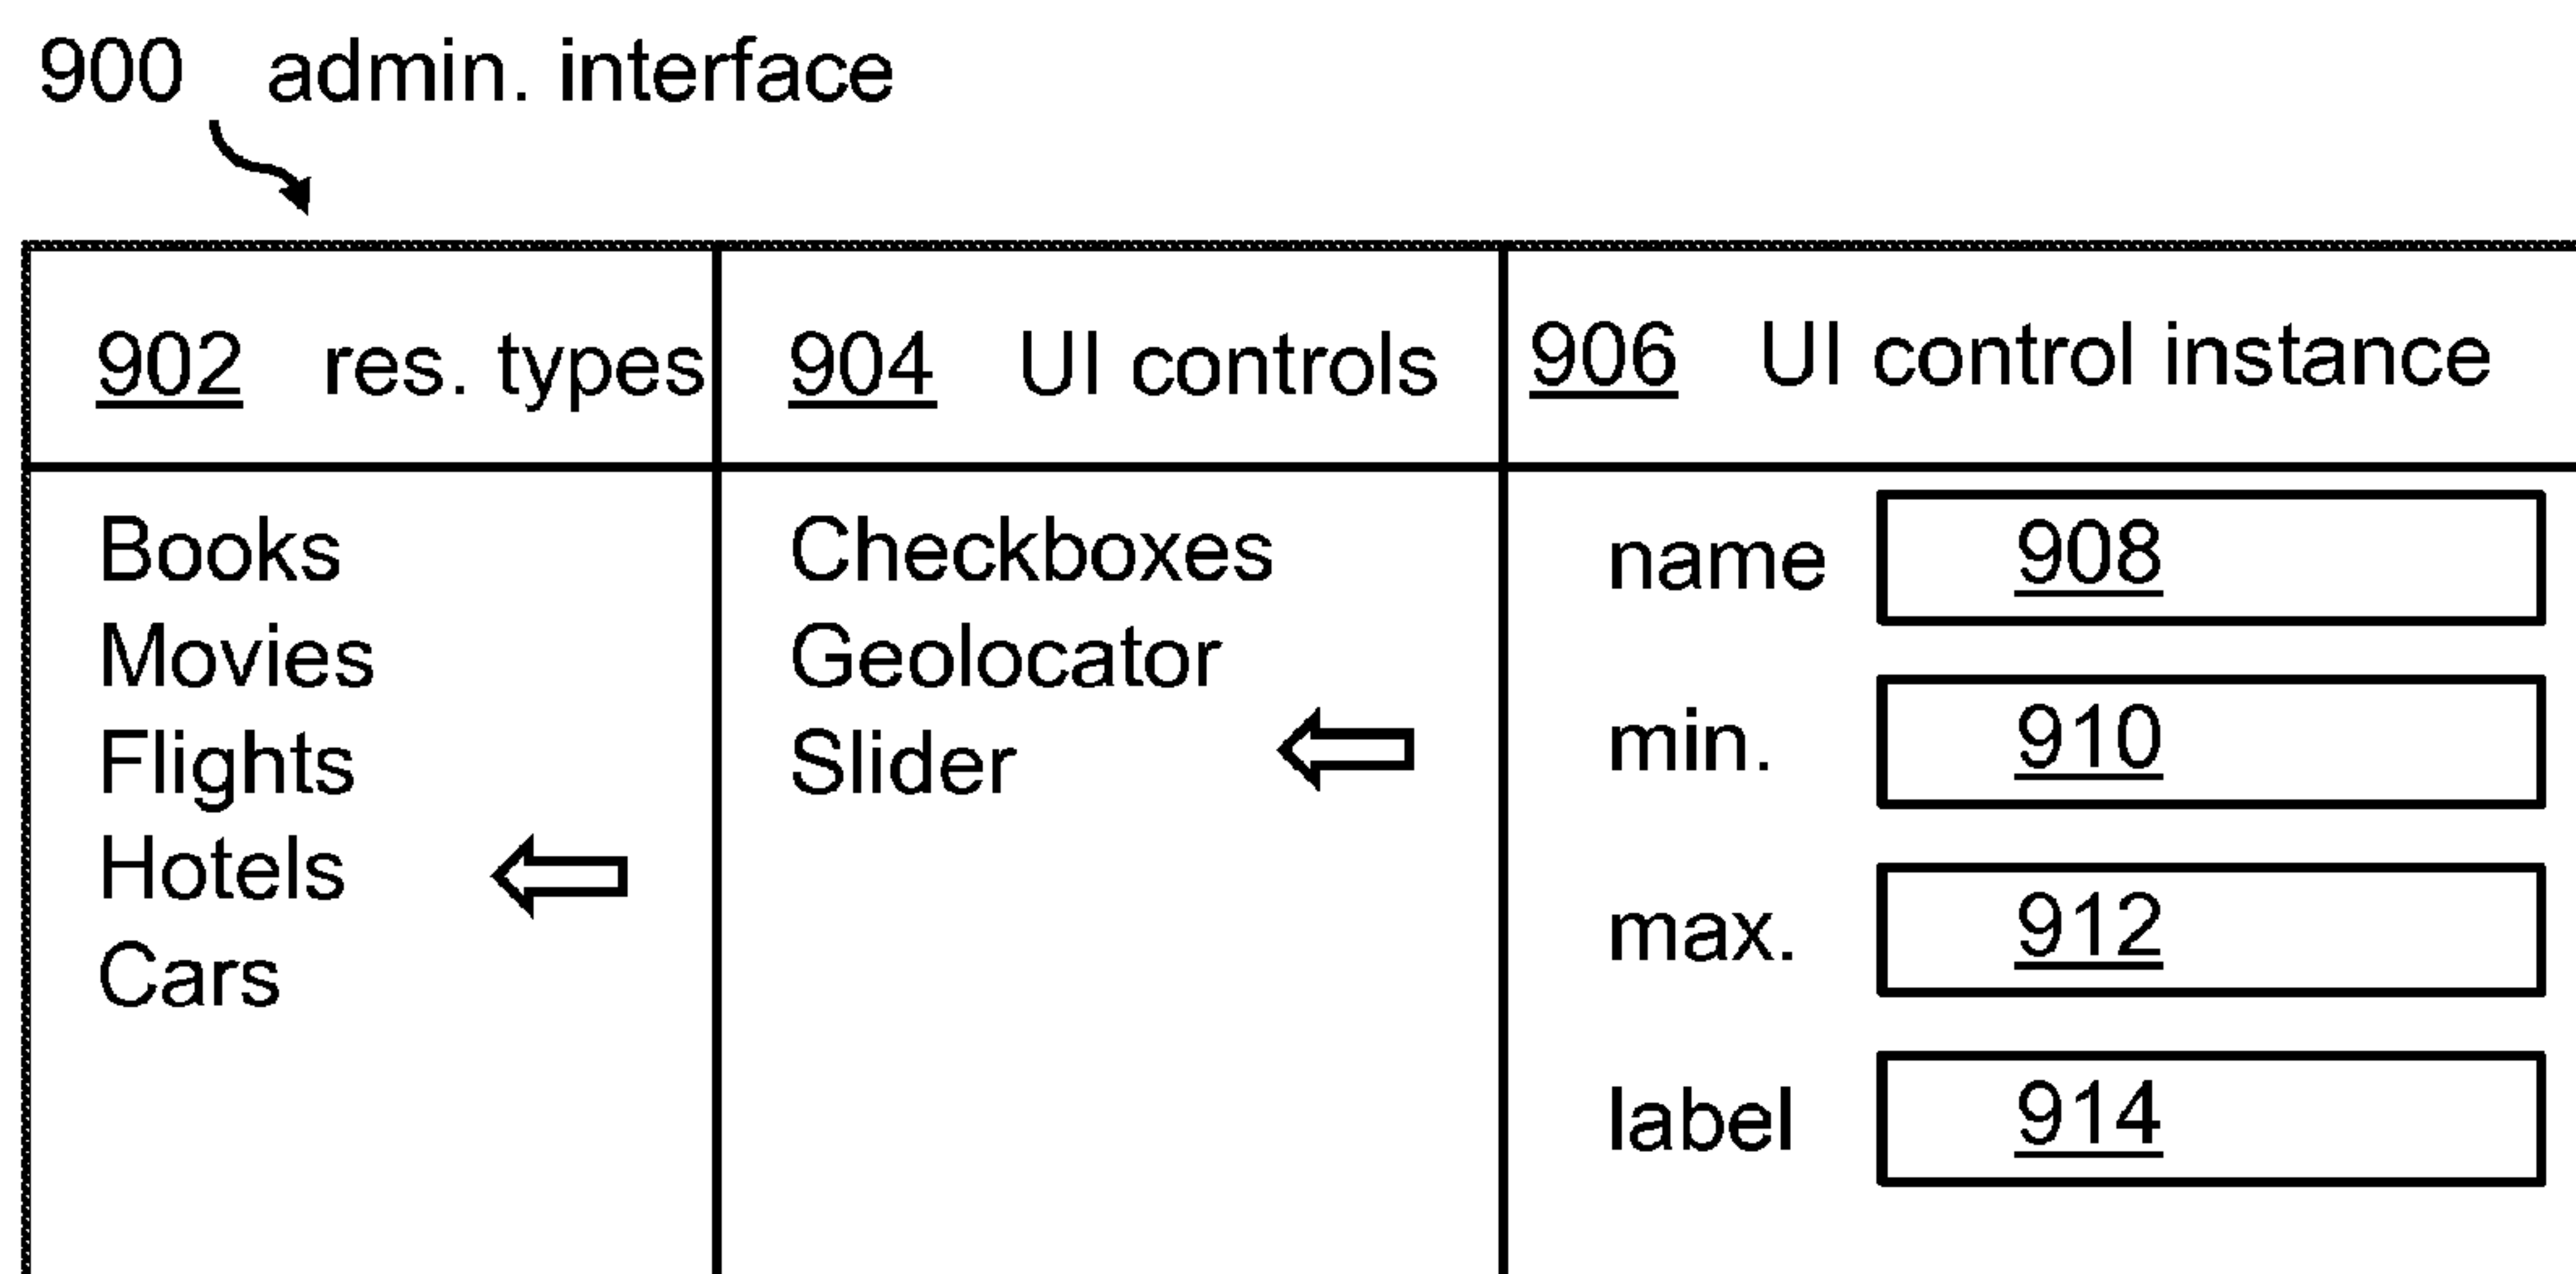 900 admin. interface
902 res. types
904 UI controls
906 UI control instance
Books
Movies
Flights
Hotels
Cars
Checkboxes
Geolocator
Slider
name 908
min. 910
max. 912
label 914